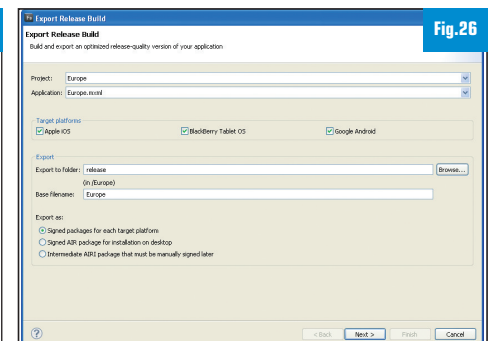 Fb Export Release Build
Fig.26
Export Release Build
Build and export an optimized release-quality version of your application
Project: Europe
Application: Europe.mxml
Target platforms
Apple iOS BlackBerry Tablet OS Google Android
Export
Export to folder: release Browse...
(in /Europe)
Base filename: Europe
Export as:
Signed packages for each target platform
Signed AIR package for installation on desktop
Intermediate AIRI package that must be manually signed later
? < Back Next > Finish Cancel